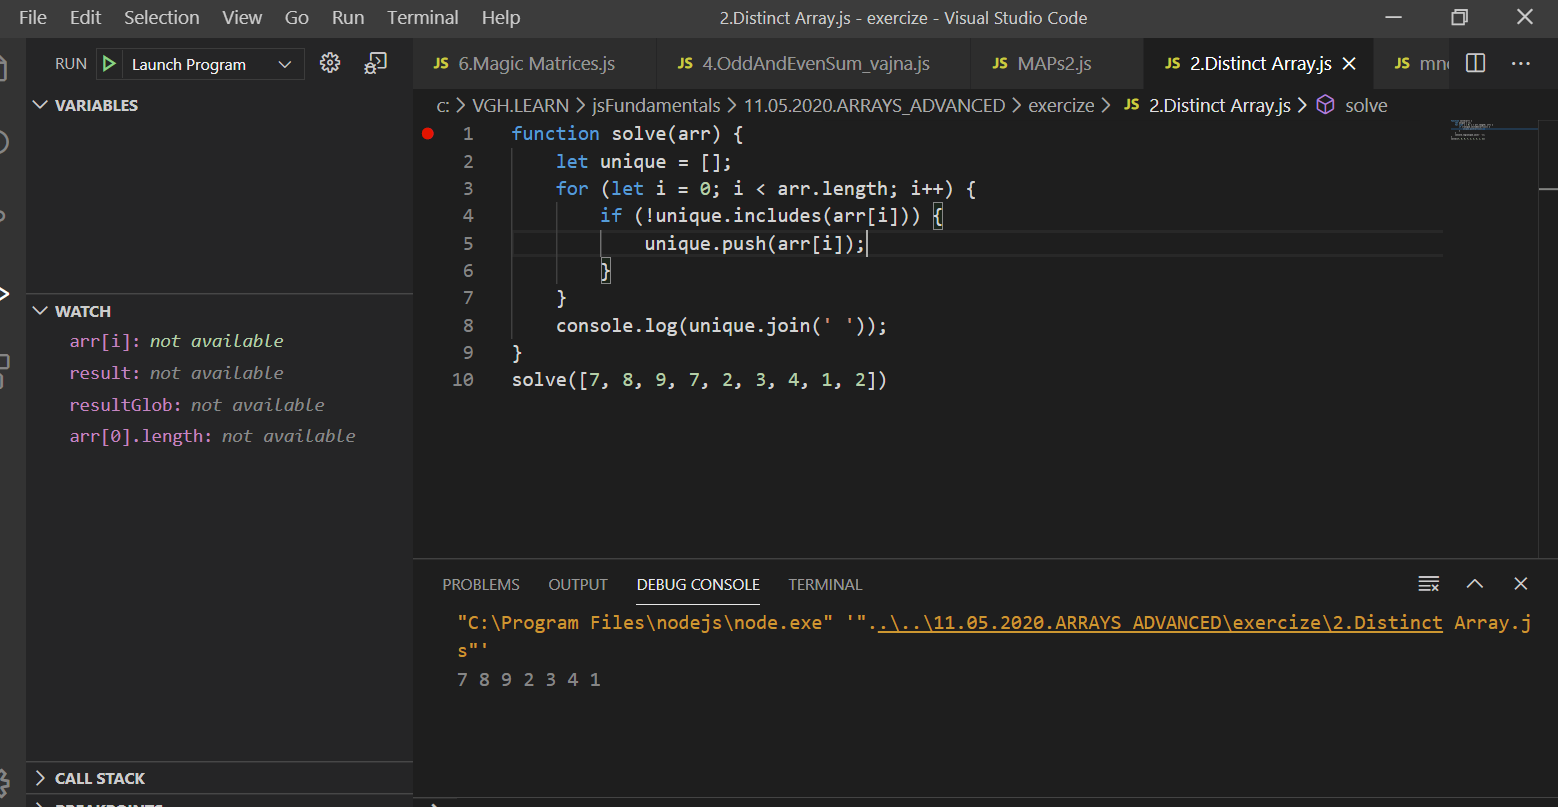 File Edit Selection View Go Run Terminal Help
2.Distinct Array.js - exercize - Visual Studio Code
RUN Launch Program
JS 6.Magic Matrices.js JS 4.OddAndEvenSum_vajna.js JS MAPs2.js JS 2.Distinct Array.js JS
VARIABLES
c: > VGH.LEARN > jsFundamentals > 11.05.2020.ARRAYS_ADVANCED > exercize > JS 2.Distinct Array.js > solve
1 function solve(arr) {
2 let unique = [];
3 for (let i = 0; i < arr.length; i++) {
4 if (!unique.includes(arr[i])) {
5 unique.push(arr[i]);
6 }
7 }
8 console.log(unique.join(' '));
9 }
10 solve([7, 8, 9, 7, 2, 3, 4, 1, 2])
WATCH
arr[i]: not available
result: not available
resultGlob: not available
arr[0].length: not available
PROBLEMS OUTPUT DEBUG CONSOLE TERMINAL
"C:\Program Files\nodejs\node.exe" '"..\..\11.05.2020.ARRAYS_ADVANCED\exercize\2.Distinct Array.j
s"'
7 8 9 2 3 4 1
CALL STACK
BREAKPOINTS